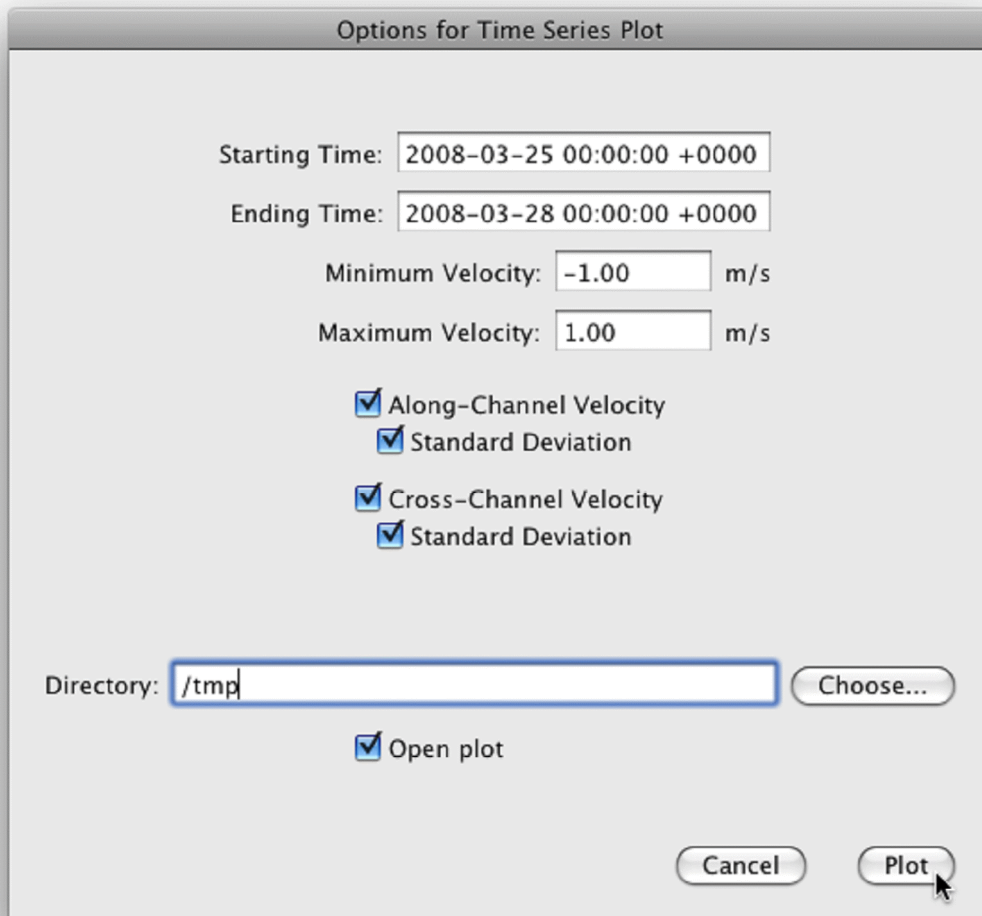 Options for Time Series Plot
Starting Time: 2008-03-25 00:00:00 +0000
Ending Time: 2008-03-28 00:00:00 +0000
Minimum Velocity: -1.00 m/s
Maximum Velocity: 1.00 m/s
Along-Channel Velocity
Standard Deviation
Cross-Channel Velocity
Standard Deviation
Directory: /tmp Choose...
Open plot
Cancel Plot